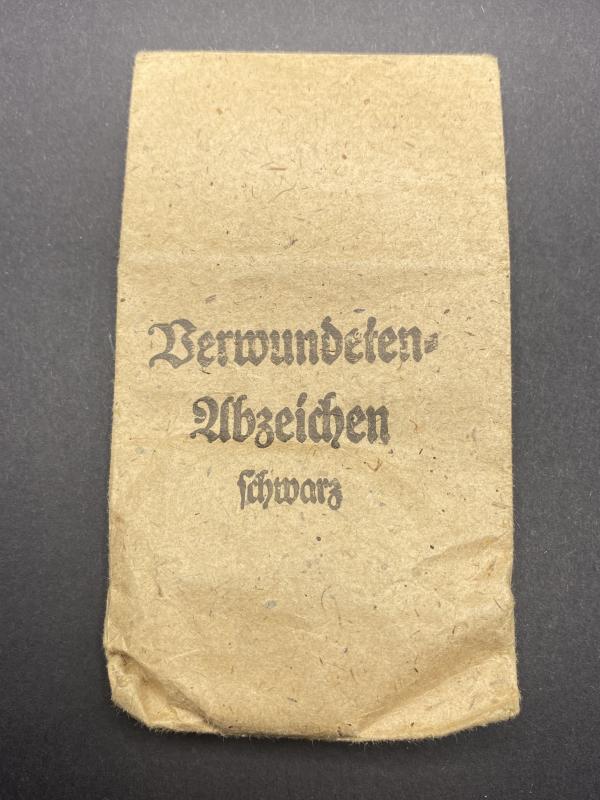 Verwundeten-
Abzeichen
schwarz